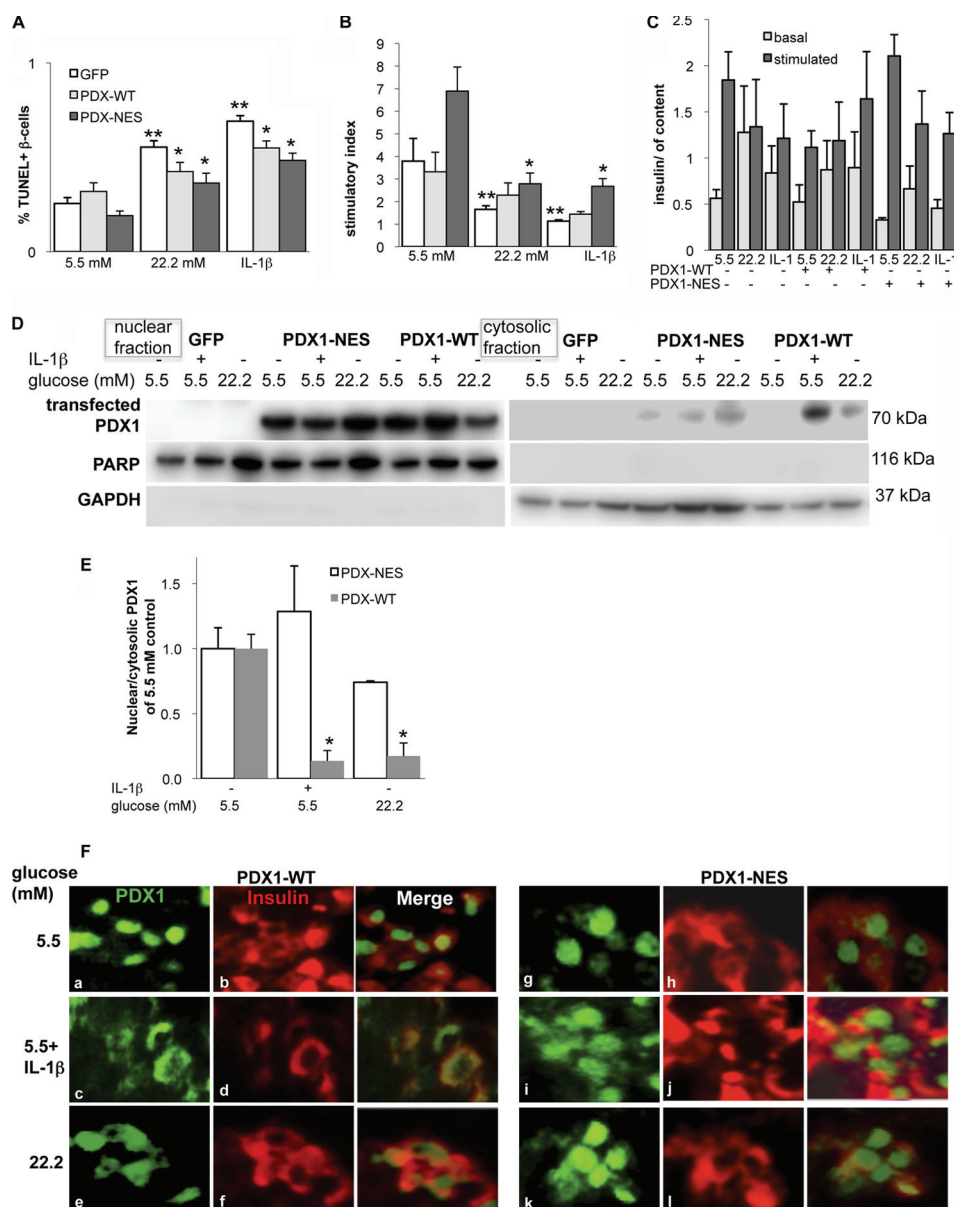 A
1
GFP
PDX-WT
PDX-NES
% TUNEL+ β-cells
** * * ** * *
0
5.5 mM 22.2 mM IL-1β
B
stimulatory index
9
8
7
6
5
4
3
2
1
0
** * ** *
5.5 mM 22.2 mM IL-1β
C
basal
stimulated
insulin/ of content
2.5
2
1.5
1
0.5
0
5.5 22.2 IL-1 5.5 22.2 IL-1 5.5 22.2 IL-1
PDX1-WT - - - + + + - - -
PDX1-NES - - - - - - + + +
D
nuclear fraction GFP PDX1-NES PDX1-WT cytosolic fraction GFP PDX1-NES PDX1-WT
IL-1β - + - - + - - + - - + - - + - - + -
glucose (mM) 5.5 5.5 22.2 5.5 5.5 22.2 5.5 5.5 22.2 5.5 5.5 22.2 5.5 5.5 22.2 5.5 5.5 22.2
transfected
PDX1 70 kDa
PARP 116 kDa
GAPDH 37 kDa
E
PDX-NES
PDX-WT
Nuclear/cytosolic PDX1
of 5.5 mM control
1.5
1.0
0.5
0.0
* *
IL-1β - + -
glucose (mM) 5.5 5.5 22.2
F
glucose
(mM)
PDX1-WT PDX1-NES
PDX1 Insulin Merge
5.5
a b g h
5.5+
IL-1β
c d i j
22.2
e f k l